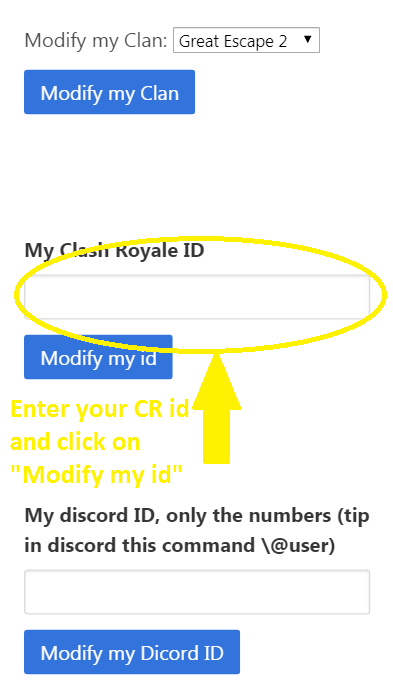 Modify my Clan: Great Escape 2
Modify my Clan
My Clash Royale ID
Modify my id
Enter your CR id
and click on
"Modify my id"
My discord ID, only the numbers (tip
in discord this command \@user)
Modify my Dicord ID